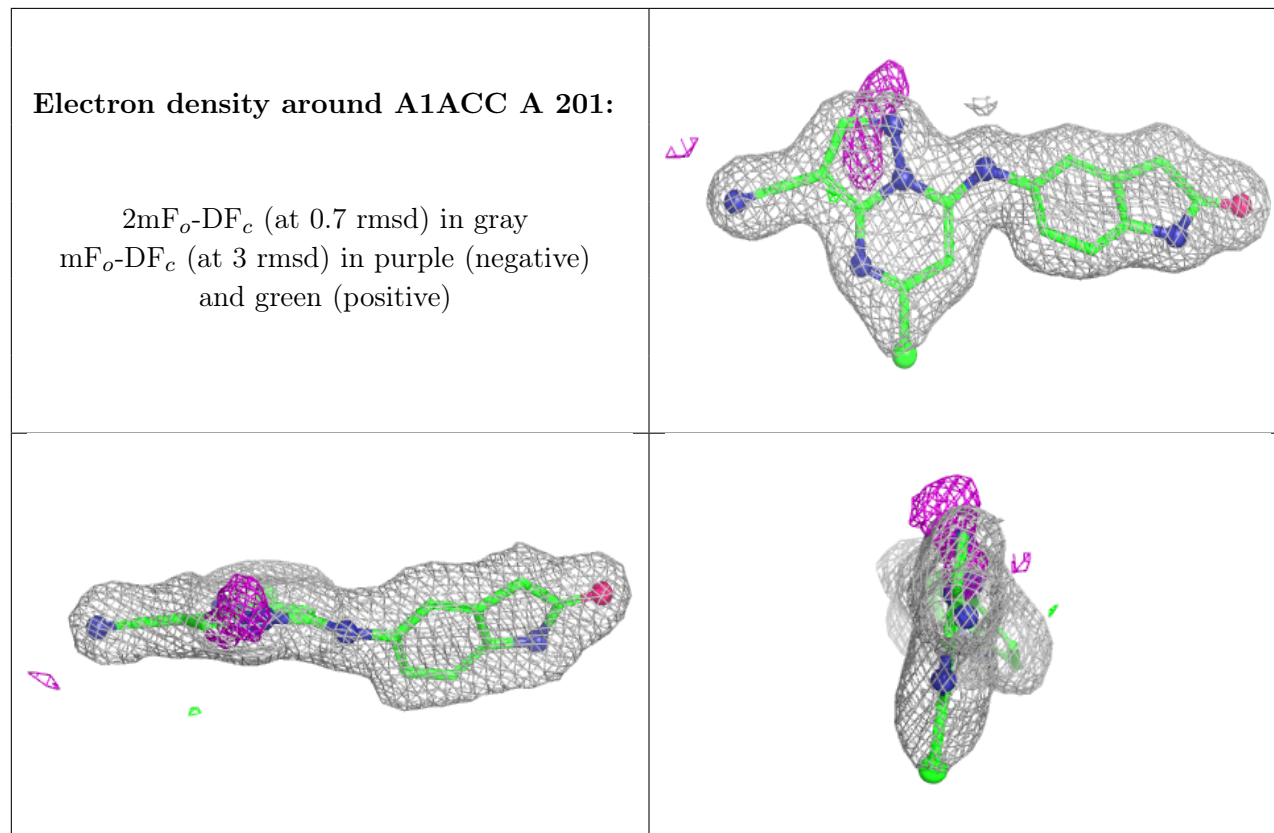 Electron density around A1ACC A 201:
2mFo-DFc (at 0.7 rmsd) in gray
mFo-DFc (at 3 rmsd) in purple (negative)
and green (positive)